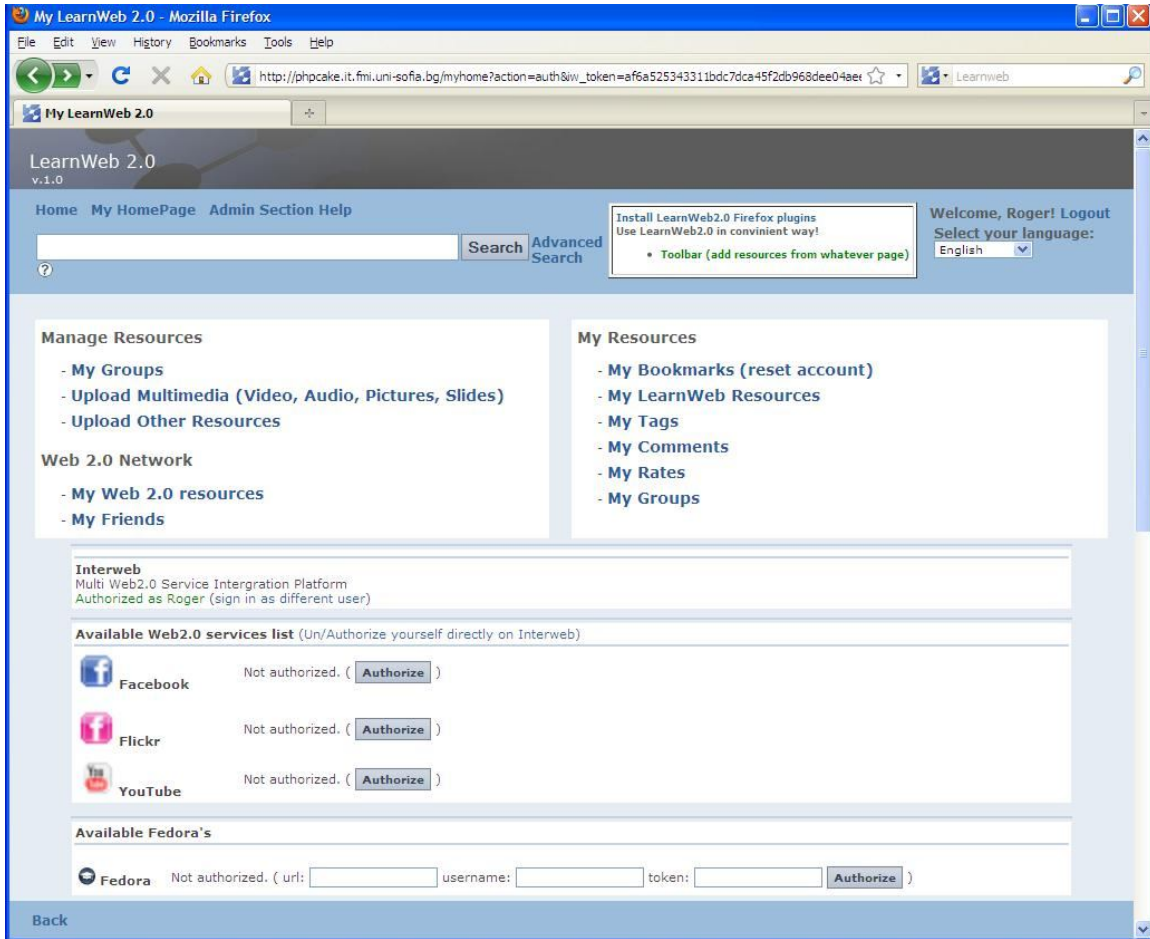 My LearnWeb 2.0 - Mozilla Firefox
File Edit View History Bookmarks Tools Help
http://phpcake.it.fmi.uni-sofia.bg/myhome?action=auth&iw_token=af6a525343311bdc7dca45f2db968dee04aee
Learnweb
My LearnWeb 2.0
LearnWeb 2.0
v.1.0
Home My HomePage Admin Section Help
Search Advanced Search
Install LearnWeb2.0 Firefox plugins
Use LearnWeb2.0 in convinient way!
• Toolbar (add resources from whatever page)
Welcome, Roger! Logout
Select your language:
English
Manage Resources
- My Groups
- Upload Multimedia (Video, Audio, Pictures, Slides)
- Upload Other Resources
Web 2.0 Network
- My Web 2.0 resources
- My Friends
My Resources
- My Bookmarks (reset account)
- My LearnWeb Resources
- My Tags
- My Comments
- My Rates
- My Groups
Interweb
Multi Web2.0 Service Intergration Platform
Authorized as Roger (sign in as different user)
Available Web2.0 services list (Un/Authorize yourself directly on Interweb)
Facebook Not authorized. ( Authorize )
Flickr Not authorized. ( Authorize )
YouTube Not authorized. ( Authorize )
Available Fedora's
Fedora Not authorized. ( url: username: token: Authorize )
Back